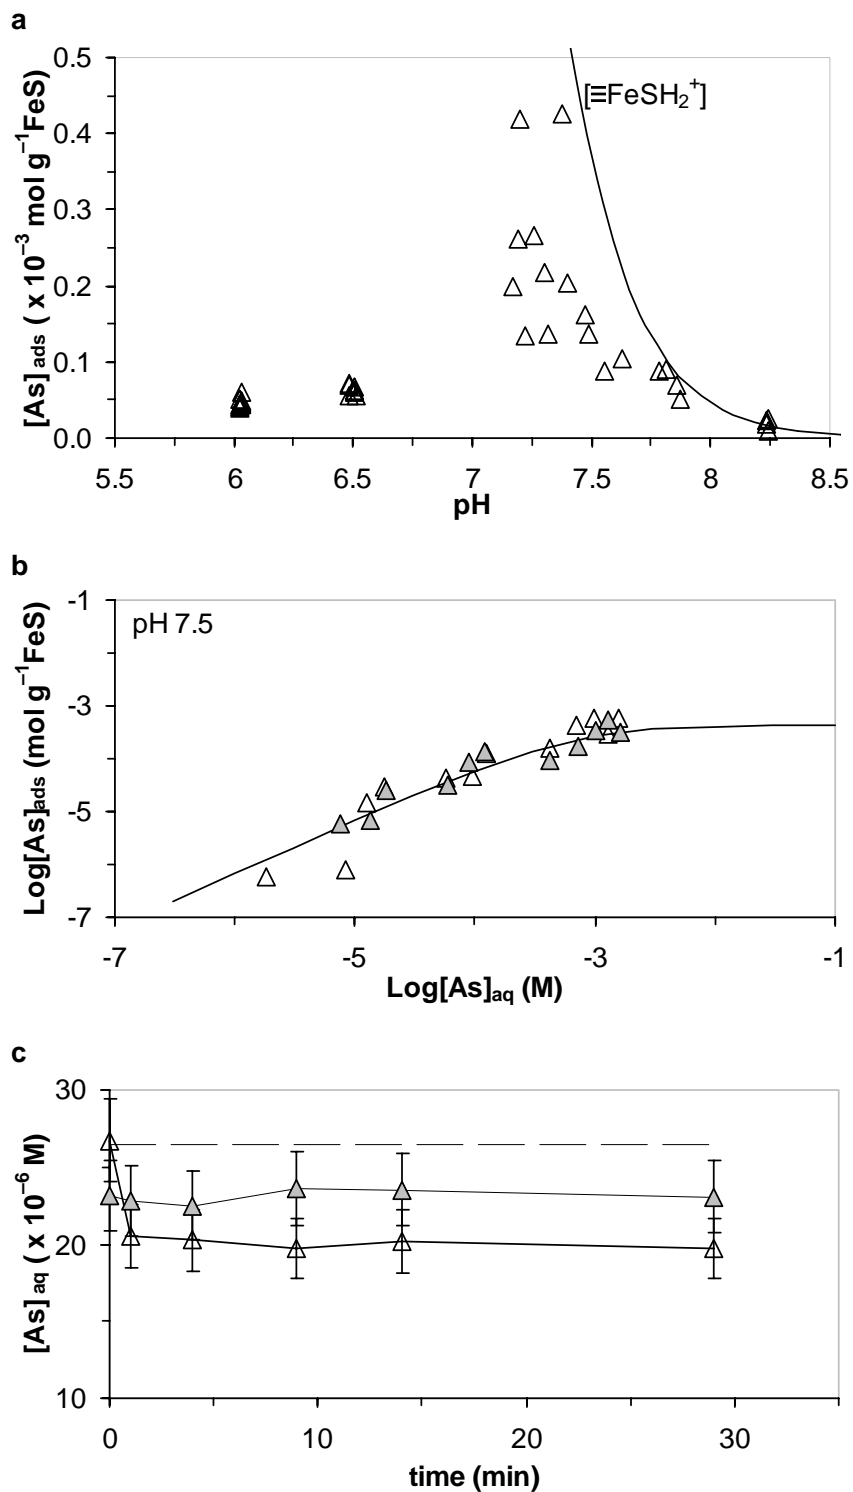 a
[As] ads ( x 10⁻³ mol g⁻¹FeS)
0.5
0.4
0.3
0.2
0.1
0.0
[≡FeSH₂⁺]
5.5 6 6.5 7 7.5 8 8.5
pH
b
Log[As]ads (mol g⁻¹FeS)
-1
-3
-5
-7
pH 7.5
-7 -5 -3 -1
Log[As]aq (M)
c
[As] aq ( x 10⁻⁶ M)
30
20
10
0 10 20 30
time (min)